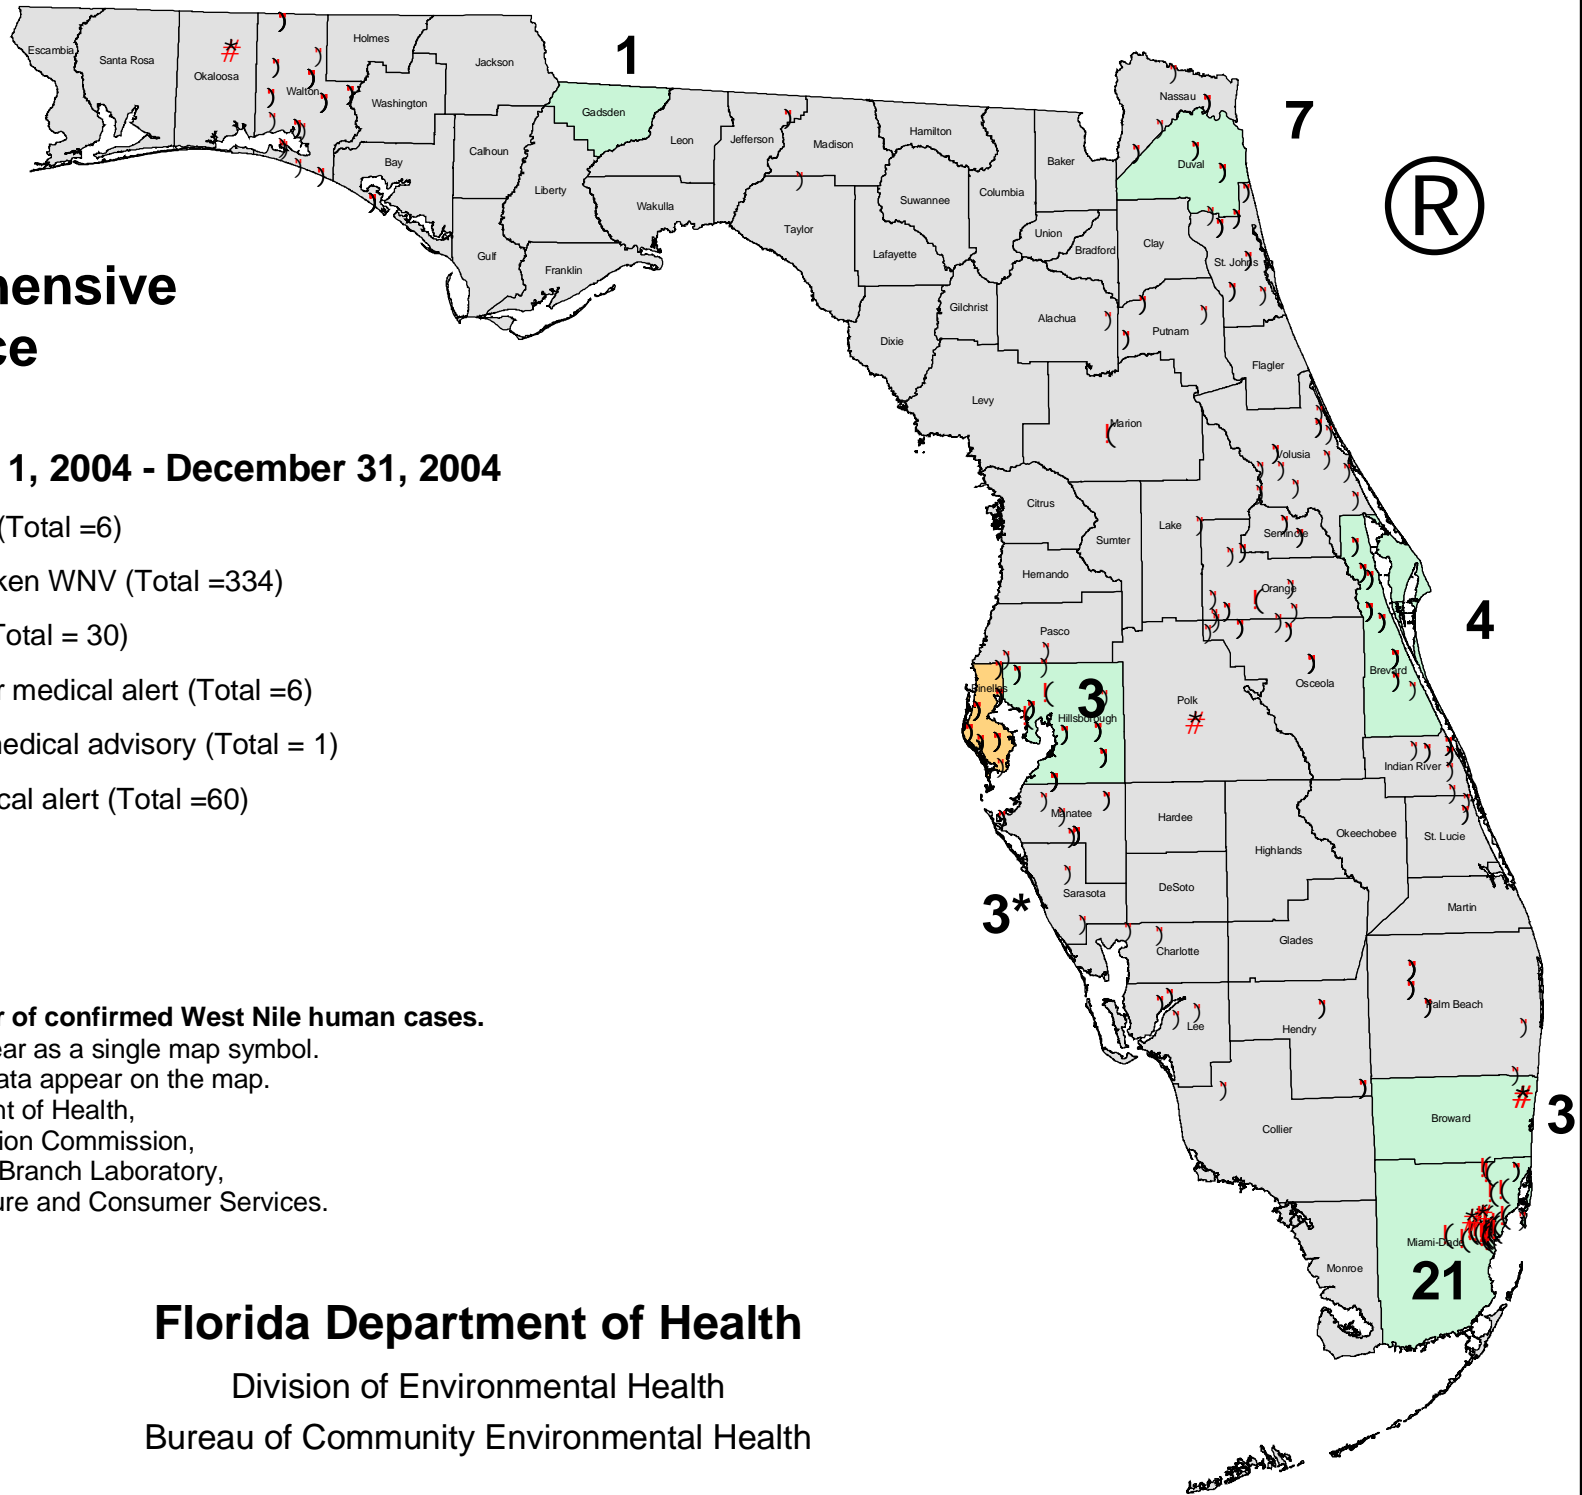 Escambia
Santa Rosa
Okaloosa
Walton
Holmes
Washington
Jackson
Bay
Calhoun
Gulf
Liberty
Franklin
1
Gadsden
Leon
Wakulla
Jefferson
Madison
Taylor
Hamilton
Suwannee
Lafayette
Dixie
Columbia
Gilchrist
Baker
Union
Bradford
Alachua
Levy
Nassau
7
Duval
Clay
St. Johns
Putnam
Flagler
®
Marion
Volusia
Citrus
Sumter
Lake
Seminole
Hernando
Orange
Pasco
4
Brevard
Pinellas
3
Hillsborough
Polk
Osceola
Indian River
Manatee
Hardee
Highlands
Okeechobee
St. Lucie
3*
Sarasota
DeSoto
Martin
Charlotte
Glades
Lee
Hendry
Palm Beach
Collier
Broward
3
Monroe
Miami-Dade
21
hensive
ce
1, 2004 - December 31, 2004
(Total =6)
ken WNV (Total =334)
Total = 30)
r medical alert (Total =6)
medical advisory (Total = 1)
cal alert (Total =60)
r of confirmed West Nile human cases.
ear as a single map symbol.
ata appear on the map.
nt of Health,
ion Commission,
Branch Laboratory,
ure and Consumer Services.
Florida Department of Health
Division of Environmental Health
Bureau of Community Environmental Health